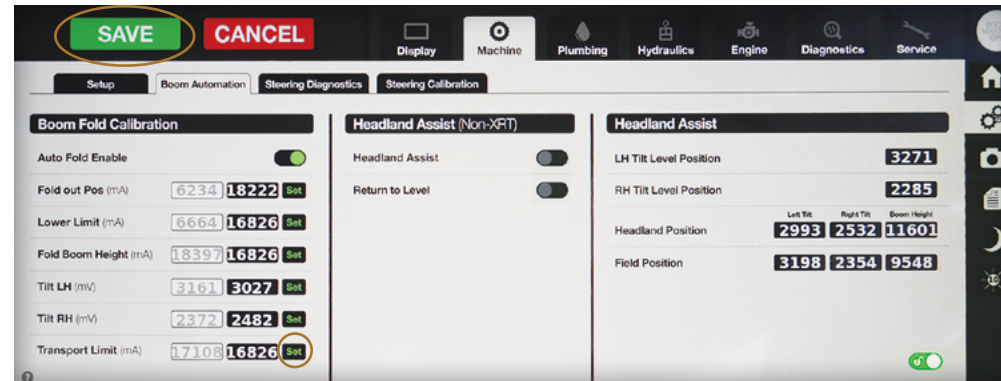 SAVE
CANCEL
Display
Machine
Plumbing
Hydraulics
Engine
Diagnostics
Service
Setup
Boom Automation
Steering Diagnostics
Steering Calibration
Boom Fold Calibration
Auto Fold Enable
Fold out Pos (mA) 6234 18222 Set
Lower Limit (mA) 6664 16826 Set
Fold Boom Height (mA) 18397 16826 Set
Tilt LH (mV) 3161 3027 Set
Tilt RH (mV) 2372 2482 Set
Transport Limit (mA) 17108 16826 Set
?
Headland Assist (Non-XRT)
Headland Assist
Return to Level
Headland Assist
LH Tilt Level Position 3271
RH Tilt Level Position 2285
Left Tilt Right Tilt Boom Height
Headland Position 2993 2532 11601
Field Position 3198 2354 9548